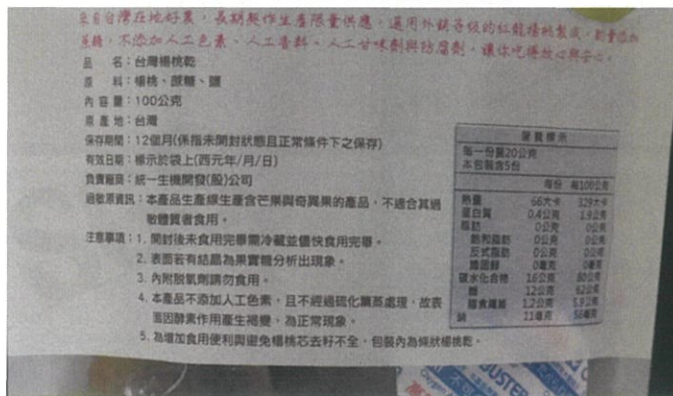 來自台灣在地好農，長期契作生產限量供應，選用外銷等級的紅龍楊桃製成，酌量添加
蔗糖，不添加人工色素、人工香料、人工甘味劑與防腐劑，讓你吃得放心與安心。
品　　名：台灣楊桃乾
原　　料：楊桃、蔗糖、鹽
內 容 量：100公克
原 產 地：台灣
保存期間：12個月(係指未開封狀態且正常條件下之保存)
有效日期：標示於袋上(西元年/月/日)
負責廠商：統一生機開發(股)公司
過敏原資訊：本產品生產線生產含芒果與奇異果的產品，不適合其過
敏體質者食用。
注意事項：1. 開封後未食用完畢需冷藏並儘快食用完畢。
2. 表面若有結晶為果實糖分析出現象。
3. 內附脫氧劑請勿食用。
4. 本產品不添加人工色素，且不經過硫化薰蒸處理，故表
面因酵素作用產生褐變，為正常現象。
5. 為增加食用便利與避免楊桃芯去籽不全，包裝內為條狀楊桃乾。
營養標示
每一份量20公克
本包裝含5份
每份 每100公克
熱量 66大卡 329大卡
蛋白質 0.4公克 1.9公克
脂肪 0公克 0公克
飽和脂肪 0公克 0公克
反式脂肪 0公克 0公克
膽固醇 0毫克 0毫克
碳水化合物 16公克 80公克
糖 12公克 62公克
膳食纖維 1.2公克 5.9公克
鈉 11毫克 56毫克
BUSTER